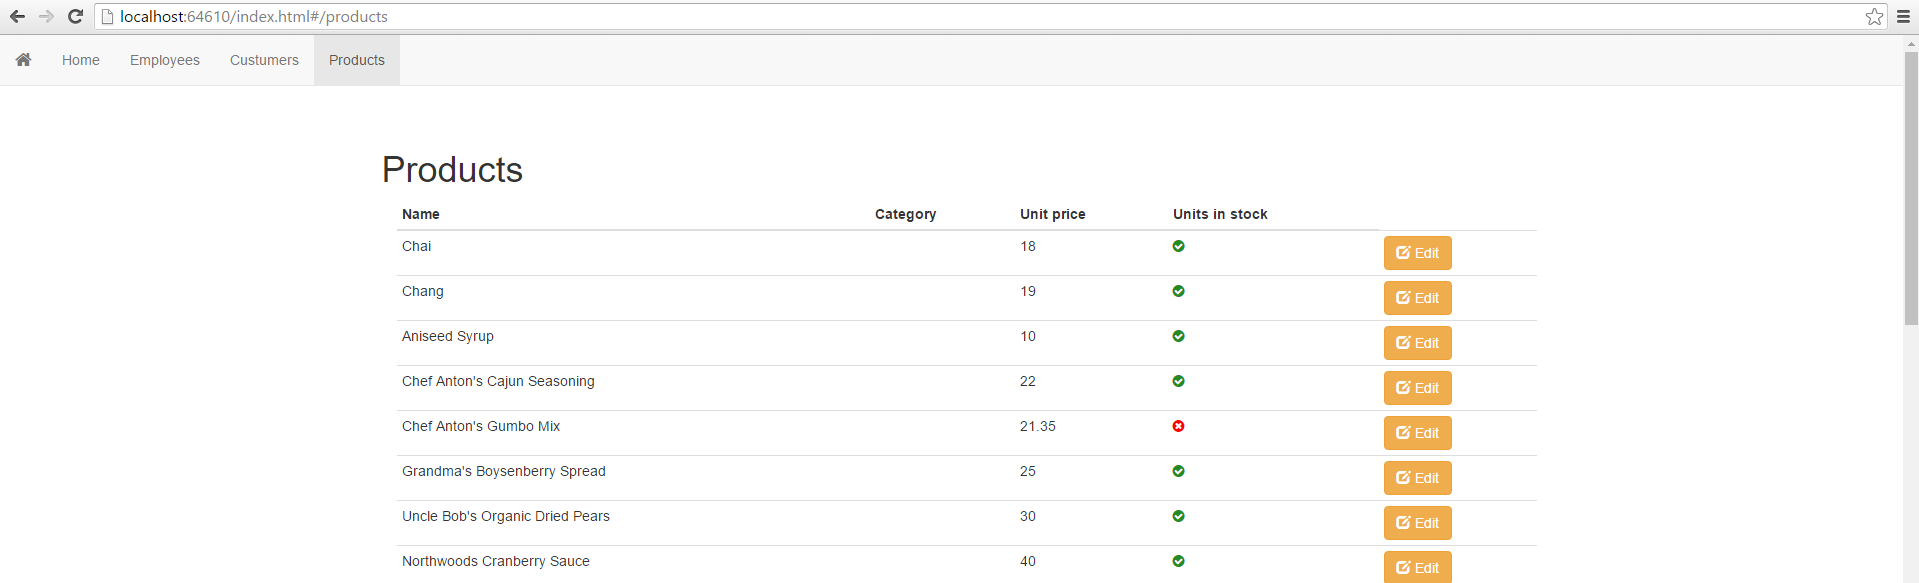 localhost:64610/index.html#/products
Home Employees Custumers Products
Products
Name Category Unit price Units in stock
Chai 18 Edit
Chang 19 Edit
Aniseed Syrup 10 Edit
Chef Anton's Cajun Seasoning 22 Edit
Chef Anton's Gumbo Mix 21.35 Edit
Grandma's Boysenberry Spread 25 Edit
Uncle Bob's Organic Dried Pears 30 Edit
Northwoods Cranberry Sauce 40 Edit